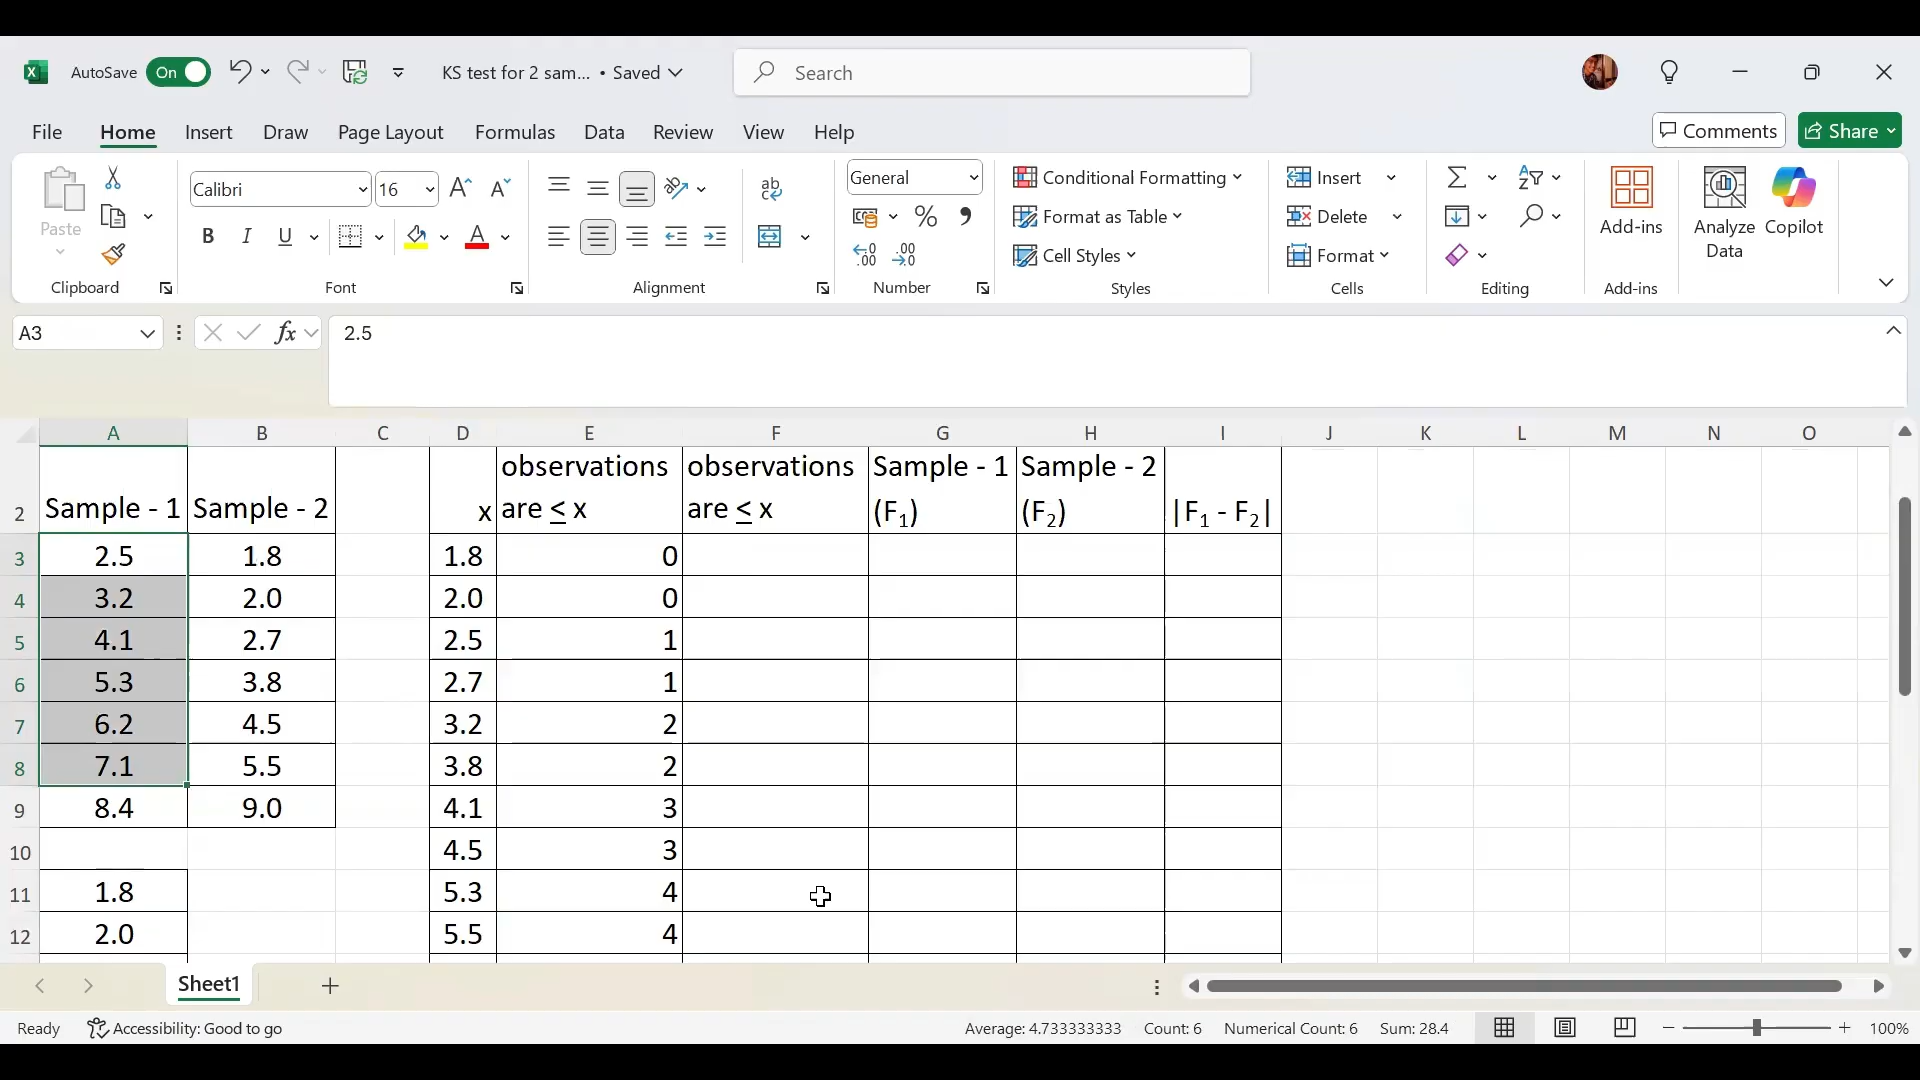 AutoSave On KS test for 2 sam... • Saved Search
File Home Insert Draw Page Layout Formulas Data Review View Help Comments Share
Paste Calibri 16 ab General Conditional Formatting Insert
B I U A % Format as Table Delete Add-ins Analyze Data Copilot
Cell Styles Format
Clipboard Font Alignment Number Styles Cells Editing Add-ins
A3 fx 2.5
A B C D E F G H I J K L M N O
observations observations Sample - 1 Sample - 2
2 Sample - 1 Sample - 2 x are ≤ x are ≤ x (F₁) (F₂) |F₁ - F₂|
3 2.5 1.8 1.8 0
4 3.2 2.0 2.0 0
5 4.1 2.7 2.5 1
6 5.3 3.8 2.7 1
7 6.2 4.5 3.2 2
8 7.1 5.5 3.8 2
9 8.4 9.0 4.1 3
10 4.5 3
11 1.8 5.3 4
12 2.0 5.5 4
Sheet1
Ready Accessibility: Good to go Average: 4.733333333 Count: 6 Numerical Count: 6 Sum: 28.4 100%